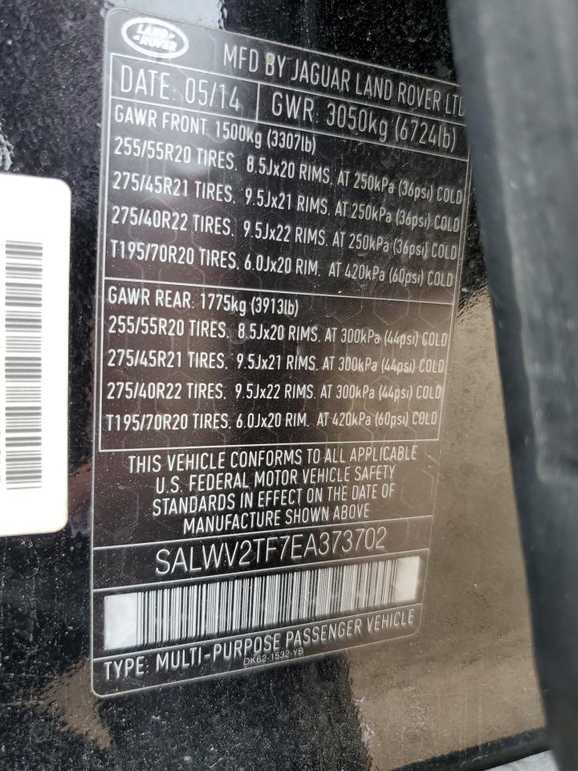 LAND
ROVER
MFD BY JAGUAR LAND ROVER LTD
DATE: 05/14 GWR: 3050kg (6724lb)
GAWR FRONT: 1500kg (3307lb)
255/55R20 TIRES. 8.5Jx20 RIMS. AT 250kPa (36psi) COLD
275/45R21 TIRES. 9.5Jx21 RIMS. AT 250kPa (36psi) COLD
275/40R22 TIRES. 9.5Jx22 RIMS. AT 250kPa (36psi) COLD
T195/70R20 TIRES. 6.0Jx20 RIM. AT 420kPa (60psi) COLD
GAWR REAR: 1775kg (3913lb)
255/55R20 TIRES. 8.5Jx20 RIMS. AT 300kPa (44psi) COLD
275/45R21 TIRES. 9.5Jx21 RIMS. AT 300kPa (44psi) COLD
275/40R22 TIRES. 9.5Jx22 RIMS. AT 300kPa (44psi) COLD
T195/70R20 TIRES. 6.0Jx20 RIM. AT 420kPa (60psi) COLD
THIS VEHICLE CONFORMS TO ALL APPLICABLE
U.S. FEDERAL MOTOR VEHICLE SAFETY
STANDARDS IN EFFECT ON THE DATE OF
MANUFACTURE SHOWN ABOVE
SALWV2TF7EA373702
TYPE: MULTI-PURPOSE PASSENGER VEHICLE
DK62-1532-YB